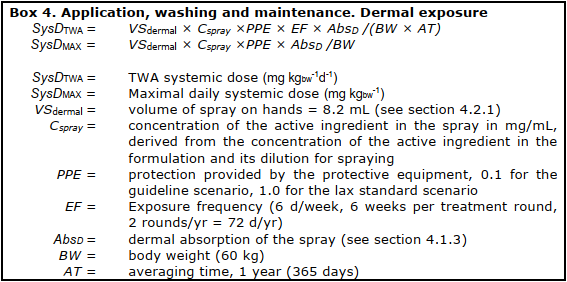 Box 4. Application, washing and maintenance. Dermal exposure
SysDTWA = VSdermal × Cspray ×PPE × EF × AbsD /(BW × AT)
SysDMAX = VSdermal × Cspray ×PPE × AbsD /BW
SysDTWA = TWA systemic dose (mg kgbw⁻¹d⁻¹)
SysDMAX = Maximal daily systemic dose (mg kgbw⁻¹)
VSdermal = volume of spray on hands = 8.2 mL (see section 4.2.1)
Cspray = concentration of the active ingredient in the spray in mg/mL,
derived from the concentration of the active ingredient in the
formulation and its dilution for spraying
PPE = protection provided by the protective equipment, 0.1 for the
guideline scenario, 1.0 for the lax standard scenario
EF = Exposure frequency (6 d/week, 6 weeks per treatment round,
2 rounds/yr = 72 d/yr)
AbsD = dermal absorption of the spray (see section 4.1.3)
BW = body weight (60 kg)
AT = averaging time, 1 year (365 days)